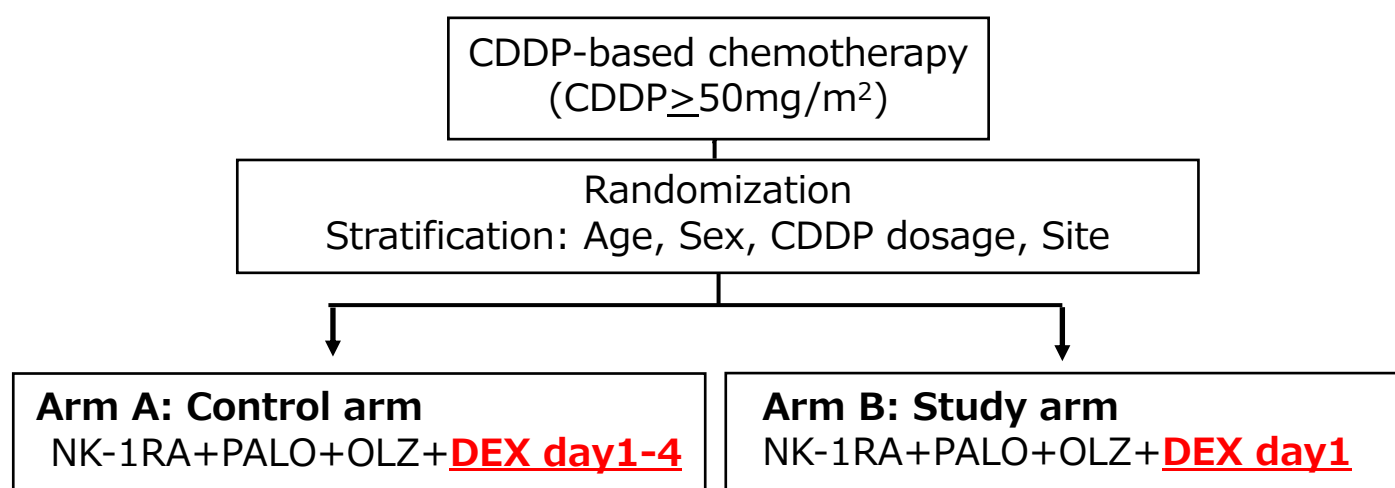 CDDP-based chemotherapy
(CDDP≥50mg/m²)
Randomization
Stratification: Age, Sex, CDDP dosage, Site
Arm A: Control arm
NK-1RA+PALO+OLZ+DEX day1-4
Arm B: Study arm
NK-1RA+PALO+OLZ+DEX day1